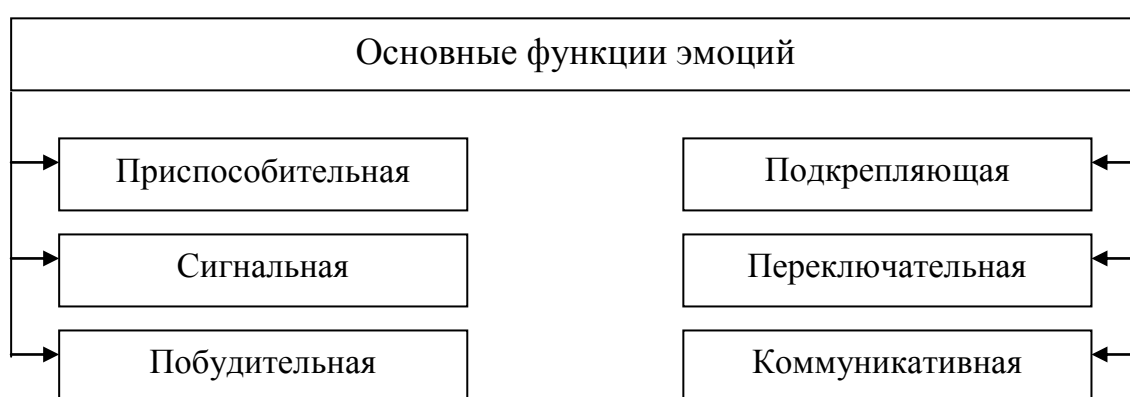 Основные функции эмоций
Приспособительная
Подкрепляющая
Сигнальная
Переключательная
Побудительная
Коммуникативная